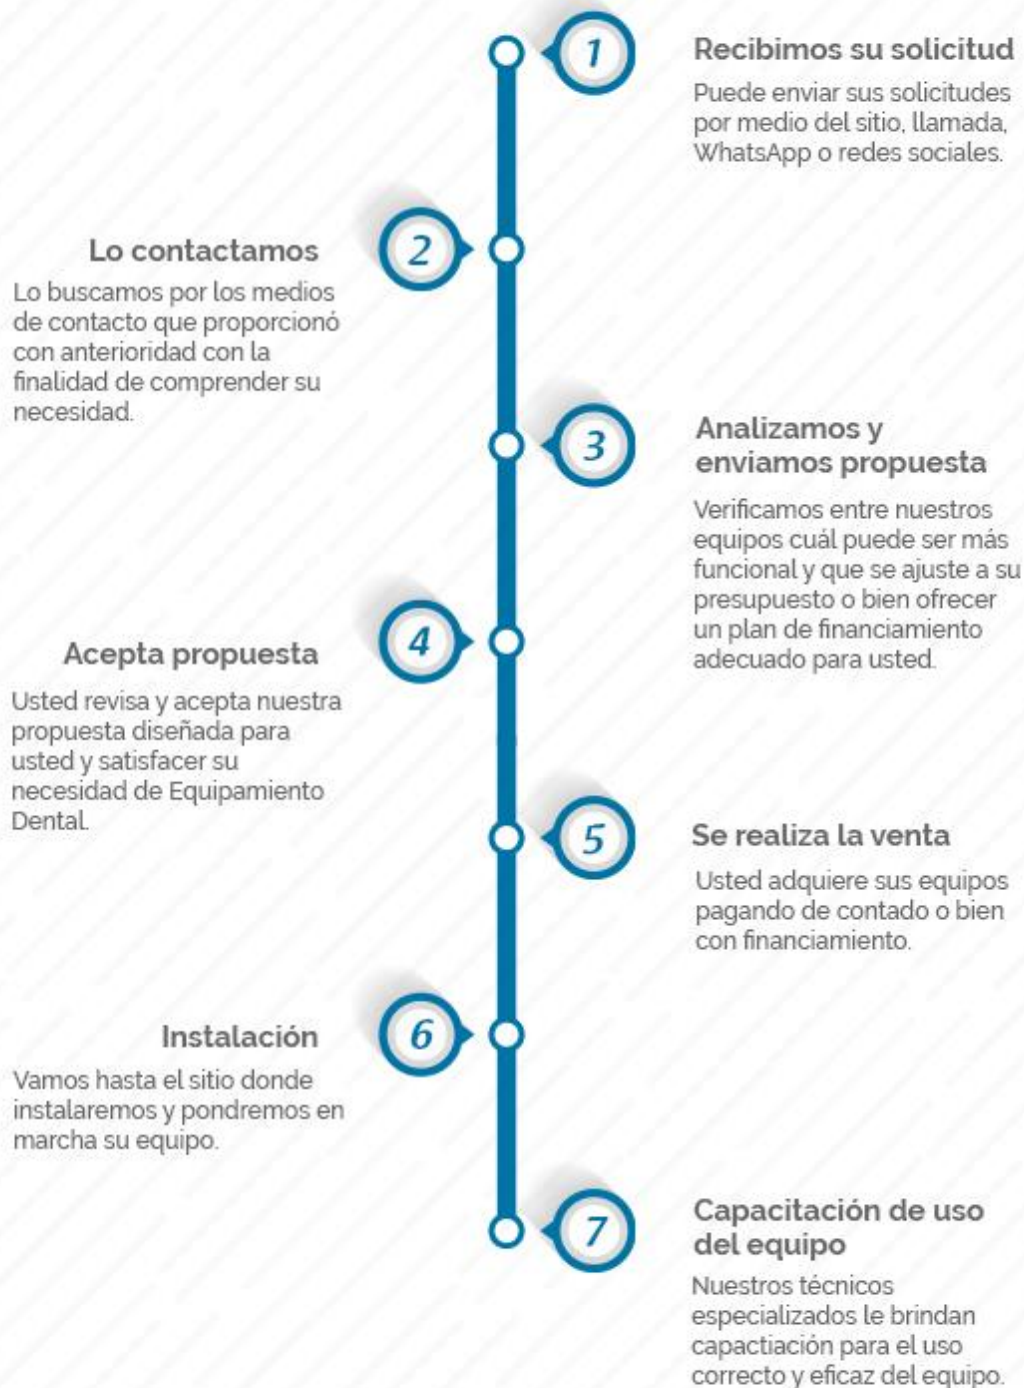 1
Recibimos su solicitud
Puede enviar sus solicitudes
por medio del sitio, llamada,
WhatsApp o redes sociales.
2
Lo contactamos
Lo buscamos por los medios
de contacto que proporcionó
con anterioridad con la
finalidad de comprender su
necesidad.
3
Analizamos y
enviamos propuesta
Verificamos entre nuestros
equipos cuál puede ser más
funcional y que se ajuste a su
presupuesto o bien ofrecer
un plan de financiamiento
adecuado para usted.
4
Acepta propuesta
Usted revisa y acepta nuestra
propuesta diseñada para
usted y satisfacer su
necesidad de Equipamiento
Dental.
5
Se realiza la venta
Usted adquiere sus equipos
pagando de contado o bien
con financiamiento.
6
Instalación
Vamos hasta el sitio donde
instalaremos y pondremos en
marcha su equipo.
7
Capacitación de uso
del equipo
Nuestros técnicos
especializados le brindan
capactiación para el uso
correcto y eficaz del equipo.